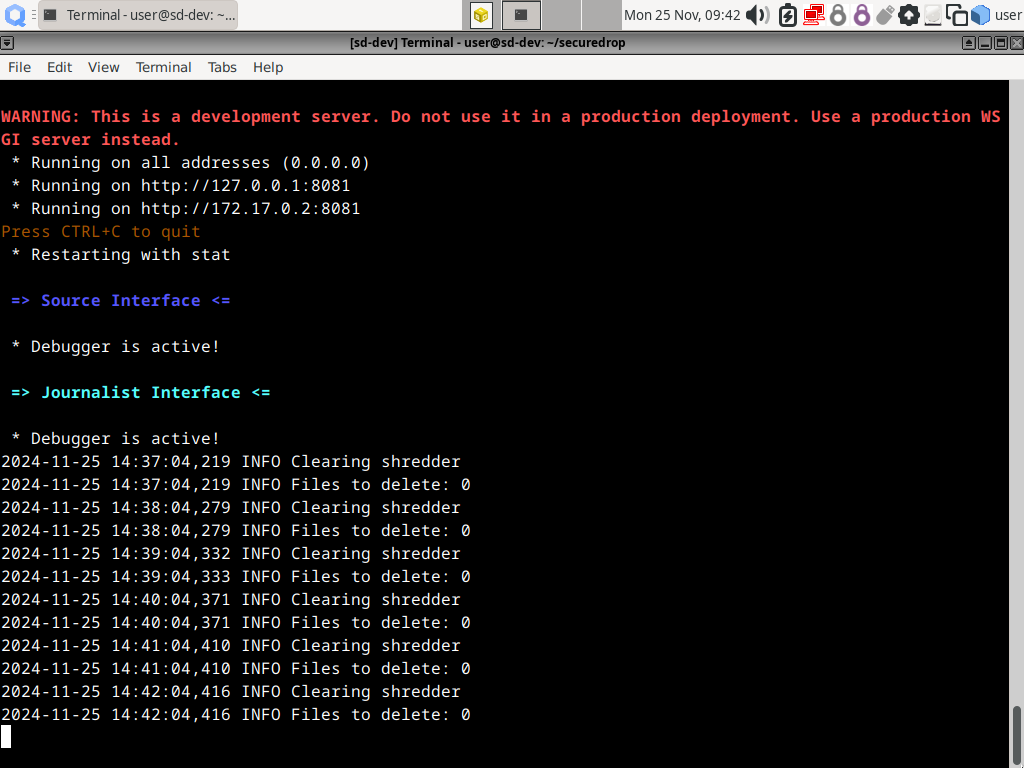 Terminal - user@sd-dev: ~...
Mon 25 Nov, 09:42
user
[sd-dev] Terminal - user@sd-dev: ~/securedrop
File Edit View Terminal Tabs Help
WARNING: This is a development server. Do not use it in a production deployment. Use a production WS
GI server instead.
 * Running on all addresses (0.0.0.0)
 * Running on http://127.0.0.1:8081
 * Running on http://172.17.0.2:8081
Press CTRL+C to quit
 * Restarting with stat
 => Source Interface <=
 * Debugger is active!
 => Journalist Interface <=
 * Debugger is active!
2024-11-25 14:37:04,219 INFO Clearing shredder
2024-11-25 14:37:04,219 INFO Files to delete: 0
2024-11-25 14:38:04,279 INFO Clearing shredder
2024-11-25 14:38:04,279 INFO Files to delete: 0
2024-11-25 14:39:04,332 INFO Clearing shredder
2024-11-25 14:39:04,333 INFO Files to delete: 0
2024-11-25 14:40:04,371 INFO Clearing shredder
2024-11-25 14:40:04,371 INFO Files to delete: 0
2024-11-25 14:41:04,410 INFO Clearing shredder
2024-11-25 14:41:04,410 INFO Files to delete: 0
2024-11-25 14:42:04,416 INFO Clearing shredder
2024-11-25 14:42:04,416 INFO Files to delete: 0